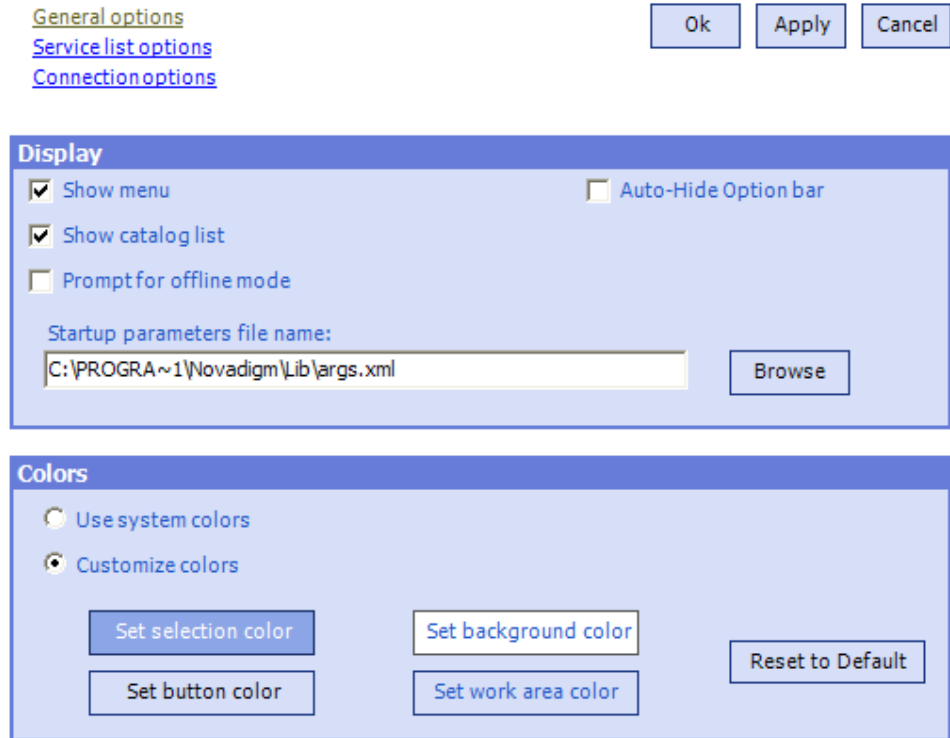 General options
Ok Apply Cancel
Service list options
Connection options
Display
Show menu Auto-Hide Option bar
Show catalog list
Prompt for offline mode
Startup parameters file name:
C:\PROGRA~1\Novadigm\Lib\args.xml Browse
Colors
Use system colors
Customize colors
Set selection color Set background color
Reset to Default
Set button color Set work area color